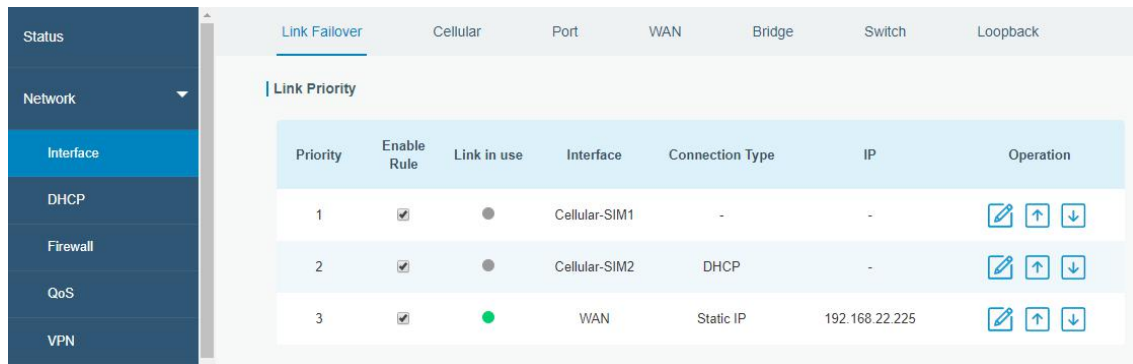 Status
Network
Interface
DHCP
Firewall
QoS
VPN
Link Failover Cellular Port WAN Bridge Switch Loopback
Link Priority
Priority Enable Rule Link in use Interface Connection Type IP Operation
1 Cellular-SIM1 - -
2 Cellular-SIM2 DHCP -
3 WAN Static IP 192.168.22.225